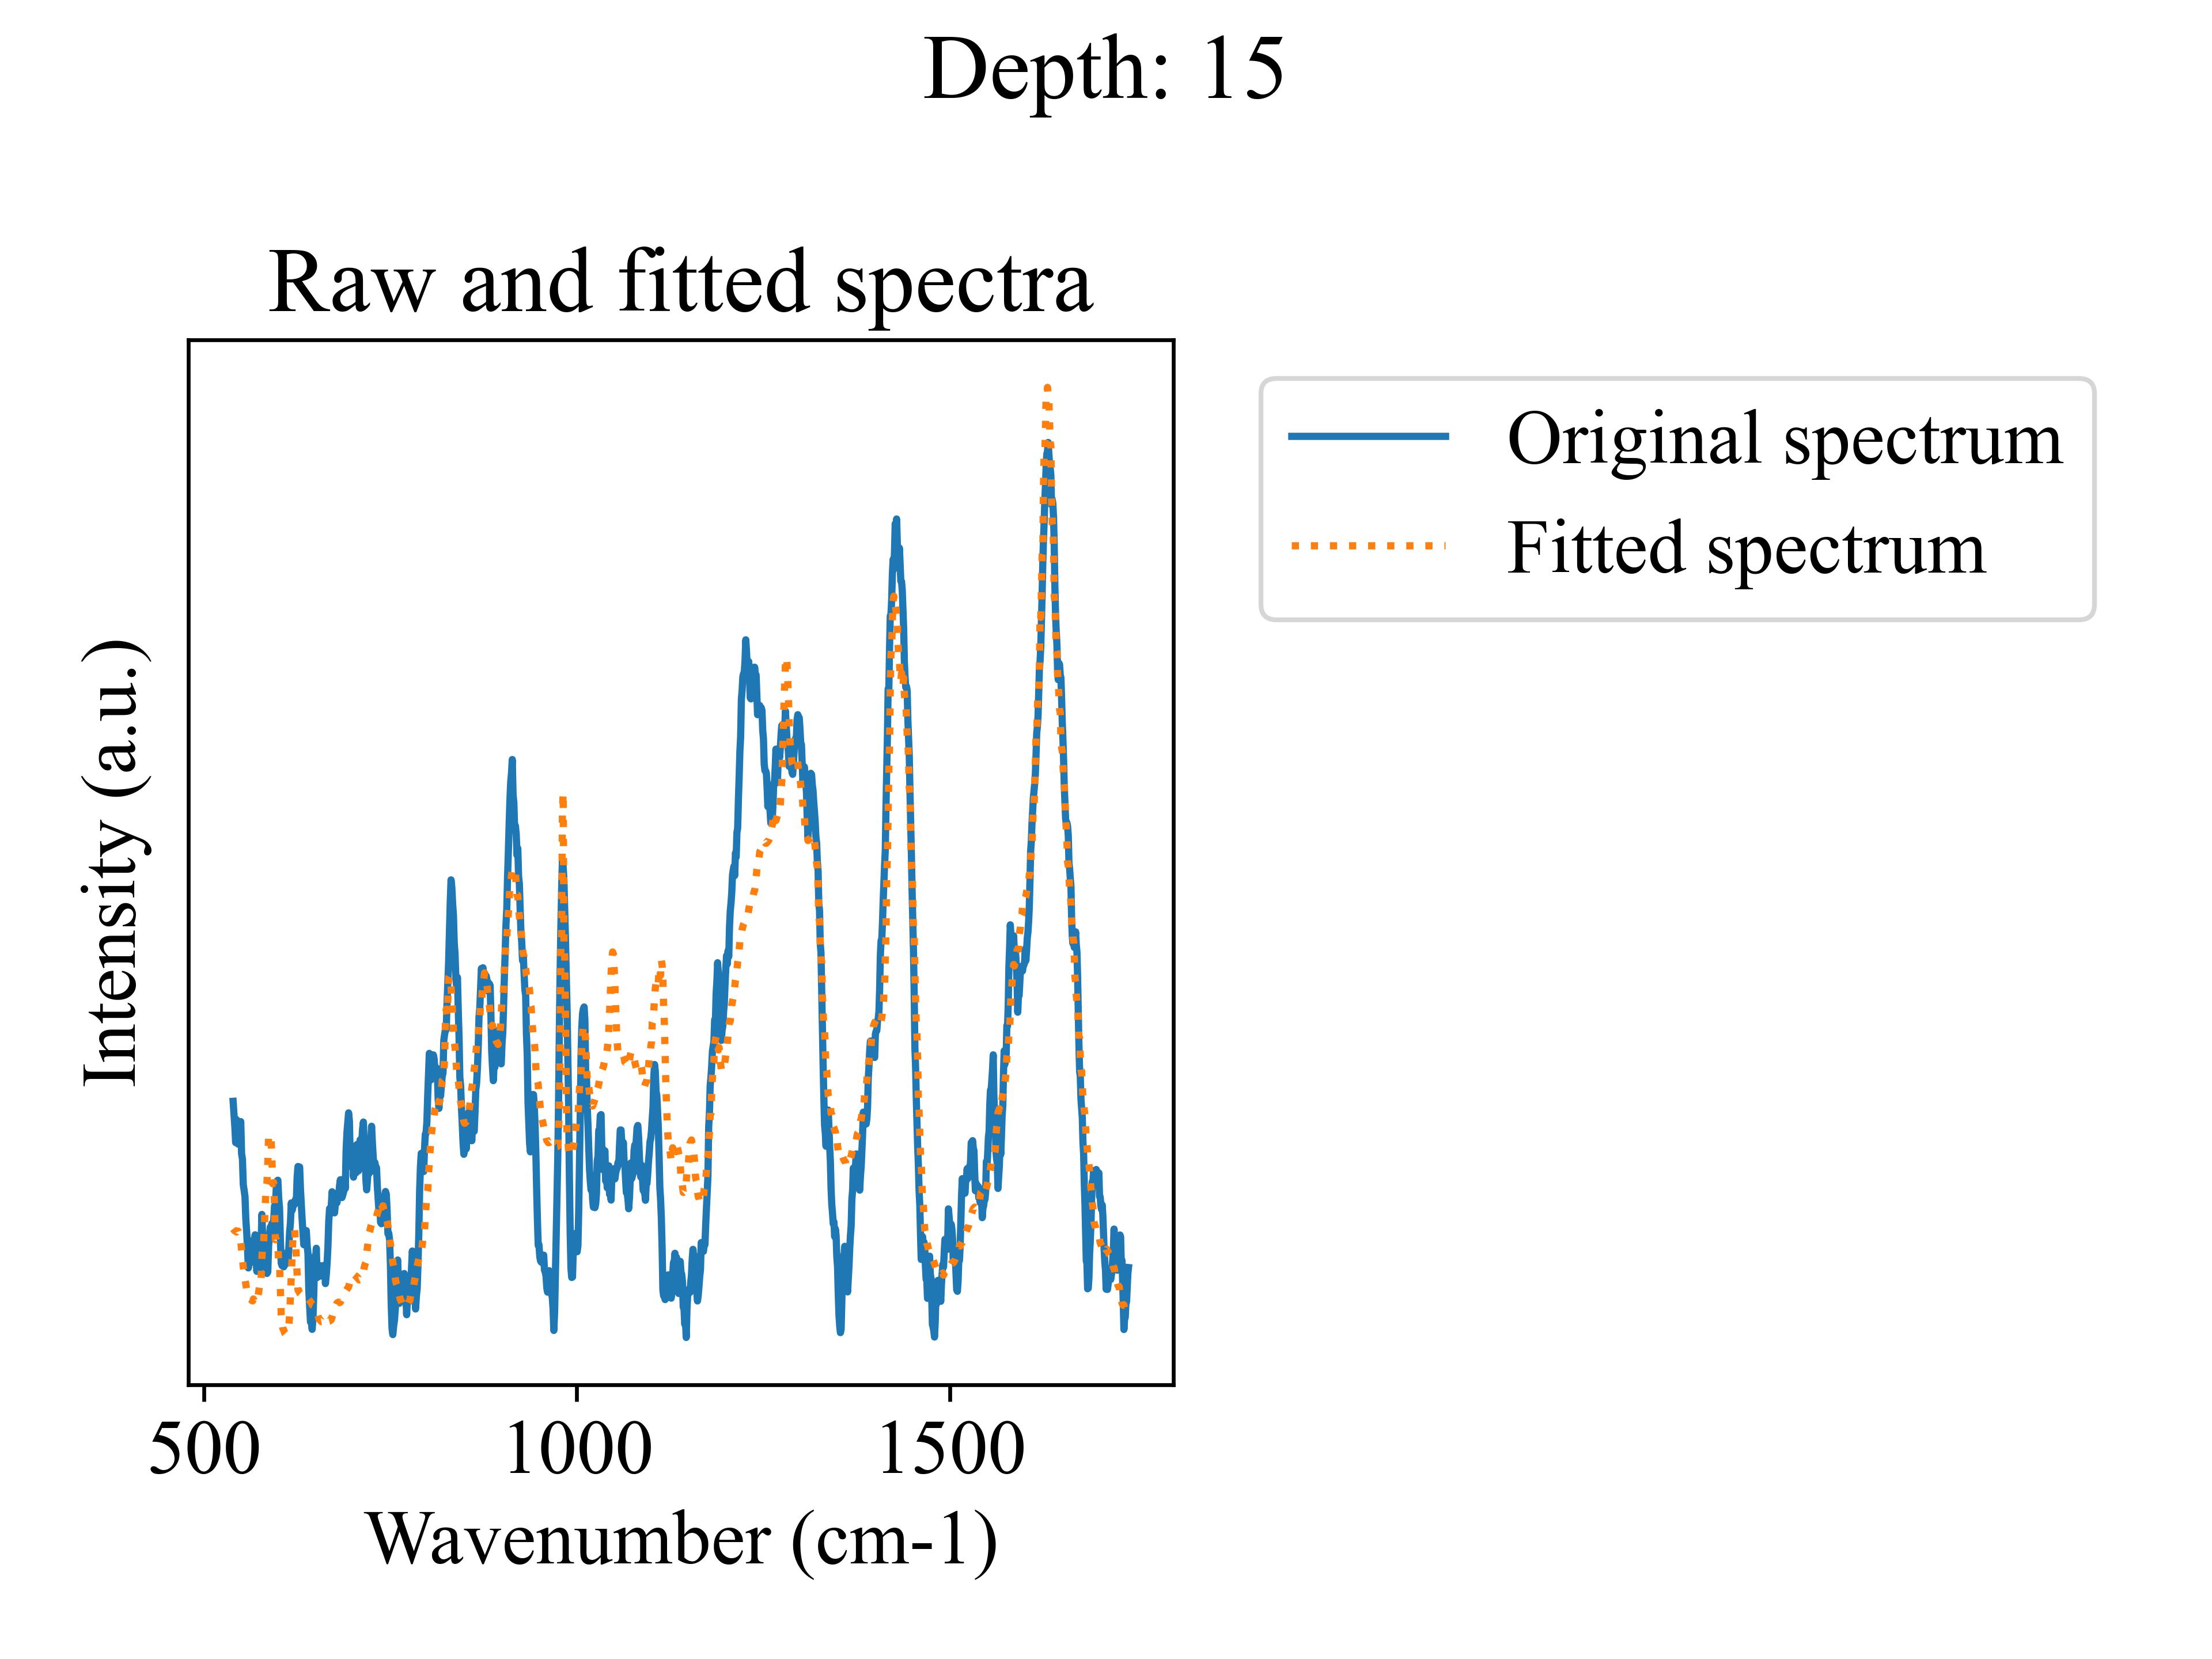 Depth: 15
Raw and fitted spectra
Original spectrum
Fitted spectrum
Intensity (a.u.)
500 1000 1500
Wavenumber (cm-1)